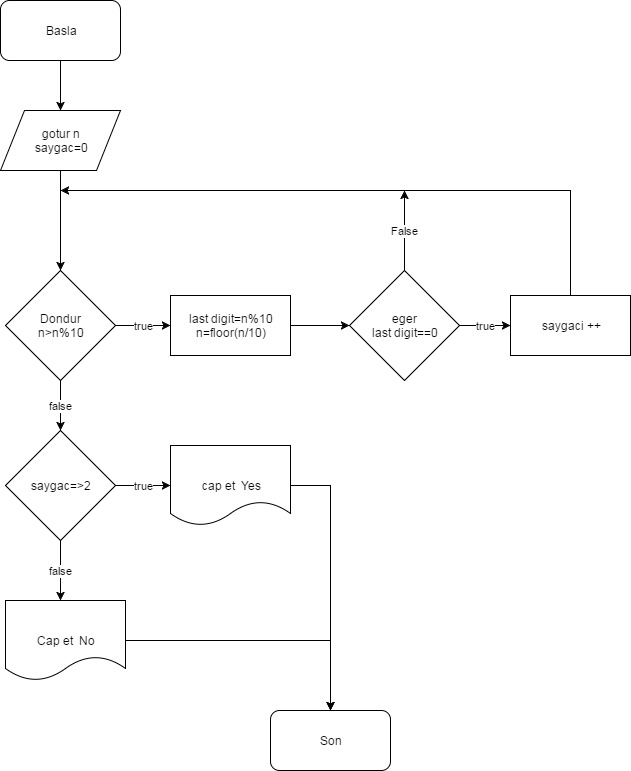 Basla
gotur n
saygac=0
False
Dondur
n>n%10
true
last digit=n%10
n=floor(n/10)
eger
last digit==0
true
saygaci ++
false
saygac=>2
true
cap et  Yes
false
Cap et  No
Son